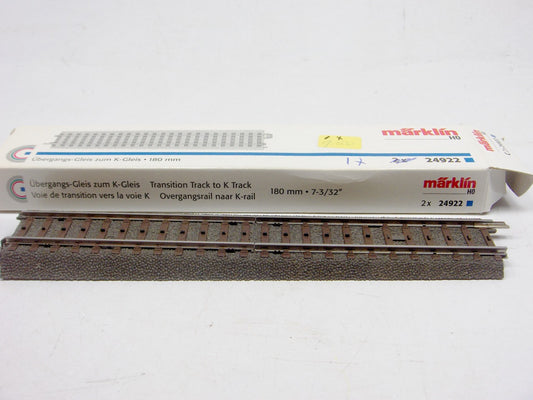 märklin
H0
Übergangs-Gleis zum K-Gleis • 180 mm
1x
24922
Übergangs-Gleis zum K-Gleis Transition Track to K Track
Voie de transition vers la voie K Overgangsrail naar K-rail
180 mm • 7-3/32"
märklin
H0
2x 24922